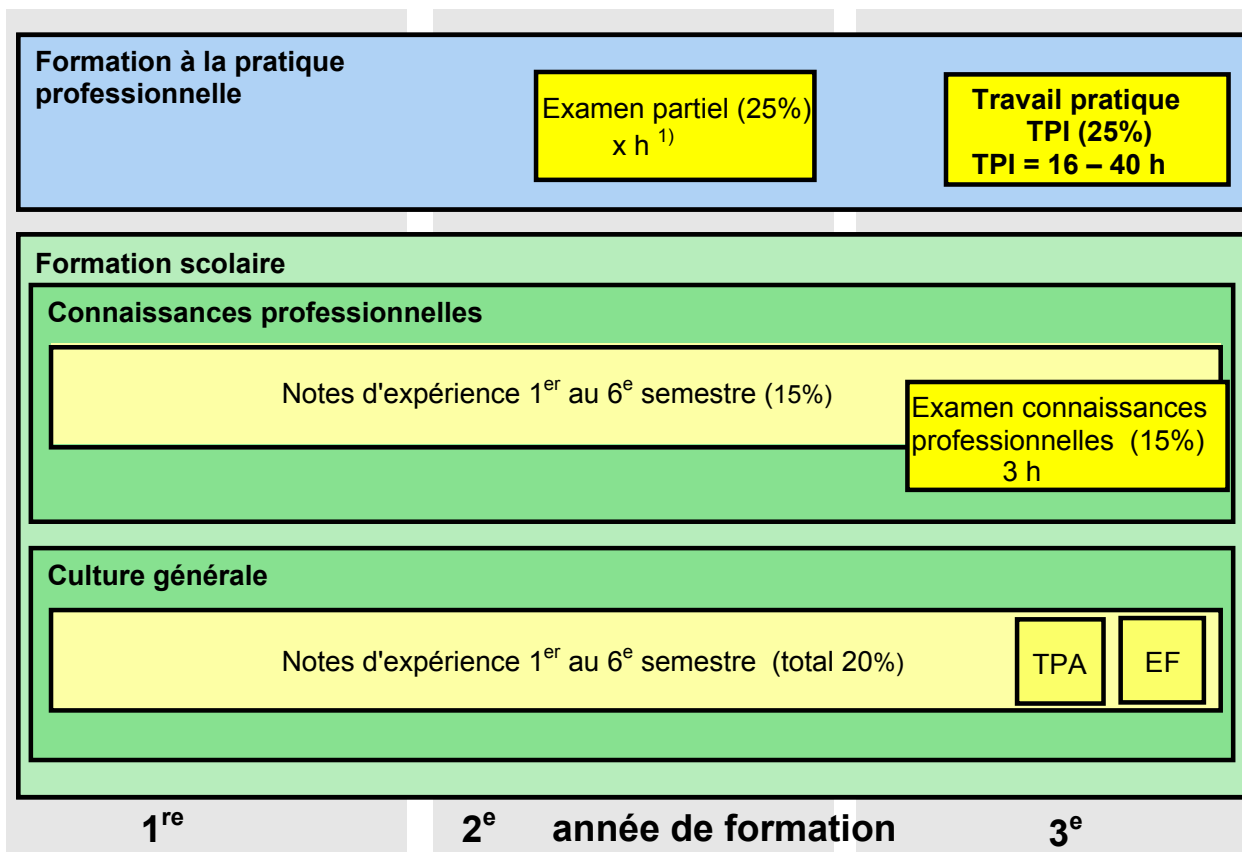 Formation à la pratique
professionnelle
Examen partiel (25%)
x h 1)
Travail pratique
TPI (25%)
TPI = 16 – 40 h
Formation scolaire
Connaissances professionnelles
Notes d'expérience 1er au 6e semestre (15%)
Examen connaissances
professionnelles (15%)
3 h
Culture générale
Notes d'expérience 1er au 6e semestre (total 20%)
TPA
EF
1re 2e année de formation 3e